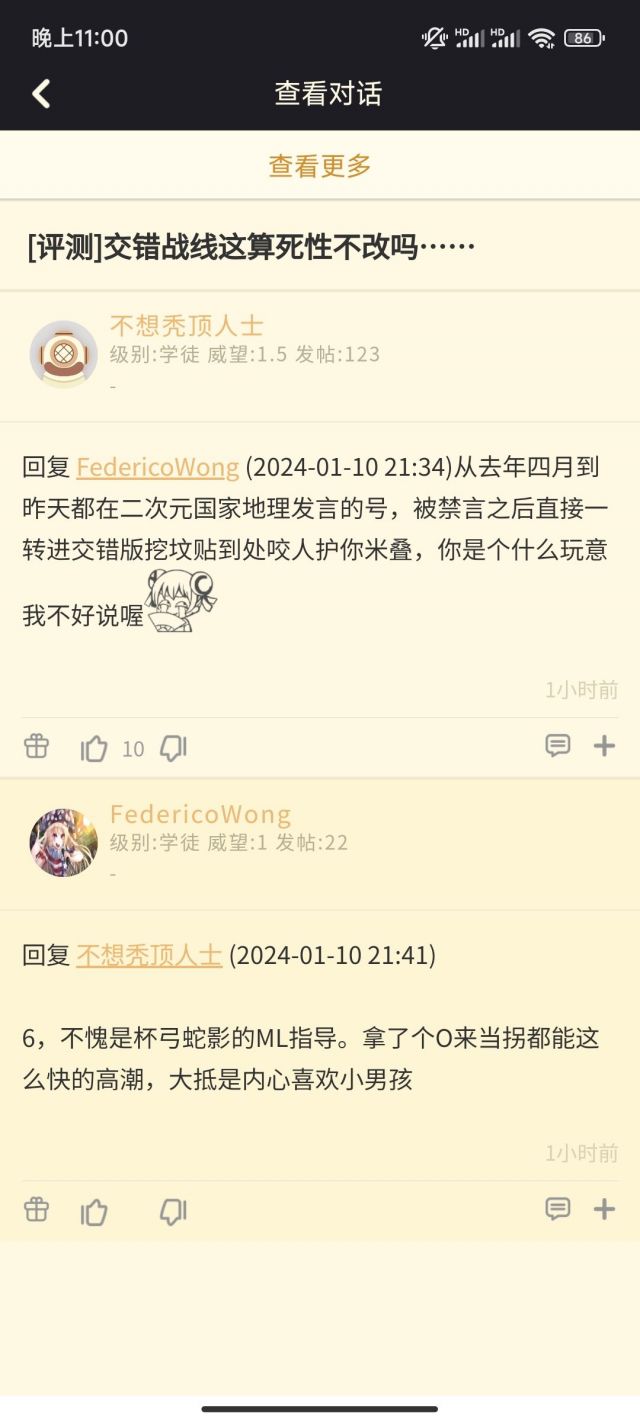 晚上11:00
HD HD 86
查看对话
查看更多
[评测]交错战线这算死性不改吗……
不想秃顶人士
级别:学徒 威望:1.5 发帖:123
-
回复 FedericoWong (2024-01-10 21:34)从去年四月到
昨天都在二次元国家地理发言的号，被禁言之后直接一
转进交错版挖坟贴到处咬人护你米叠，你是个什么玩意
我不好说喔
1小时前
10
FedericoWong
级别:学徒 威望:1 发帖:22
-
回复 不想秃顶人士 (2024-01-10 21:41)
6，不愧是杯弓蛇影的ML指导。拿了个O来当拐都能这
么快的高潮，大抵是内心喜欢小男孩
1小时前